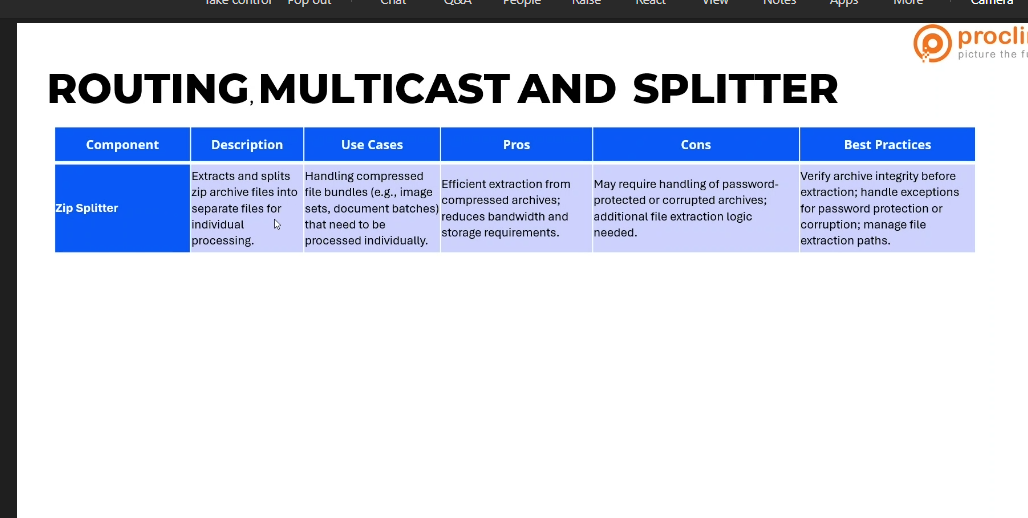 Take control Pop out Chat Q&A People Raise React View Notes Apps More Camera
picture the
ROUTING, MULTICAST AND SPLITTER
Component Description Use Cases Pros Cons Best Practices
Zip Splitter
Extracts and splits
zip archive files into
separate files for
individual
processing.
Handling compressed
file bundles (e.g., image
sets, document batches)
that need to be
processed individually.
Efficient extraction from
compressed archives;
reduces bandwidth and
storage requirements.
May require handling of password-
protected or corrupted archives;
additional file extraction logic
needed.
Verify archive integrity before
extraction; handle exceptions
for password protection or
corruption; manage file
extraction paths.